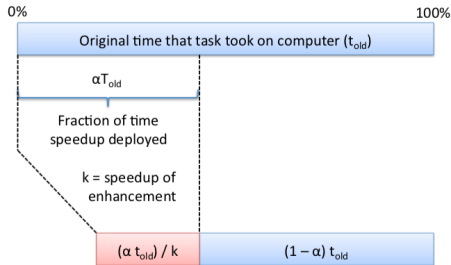 0% 100%
Original time that task took on computer (t_old)
αT_old
Fraction of time
speedup deployed
k = speedup of
enhancement
(α t_old) / k (1 – α) t_old